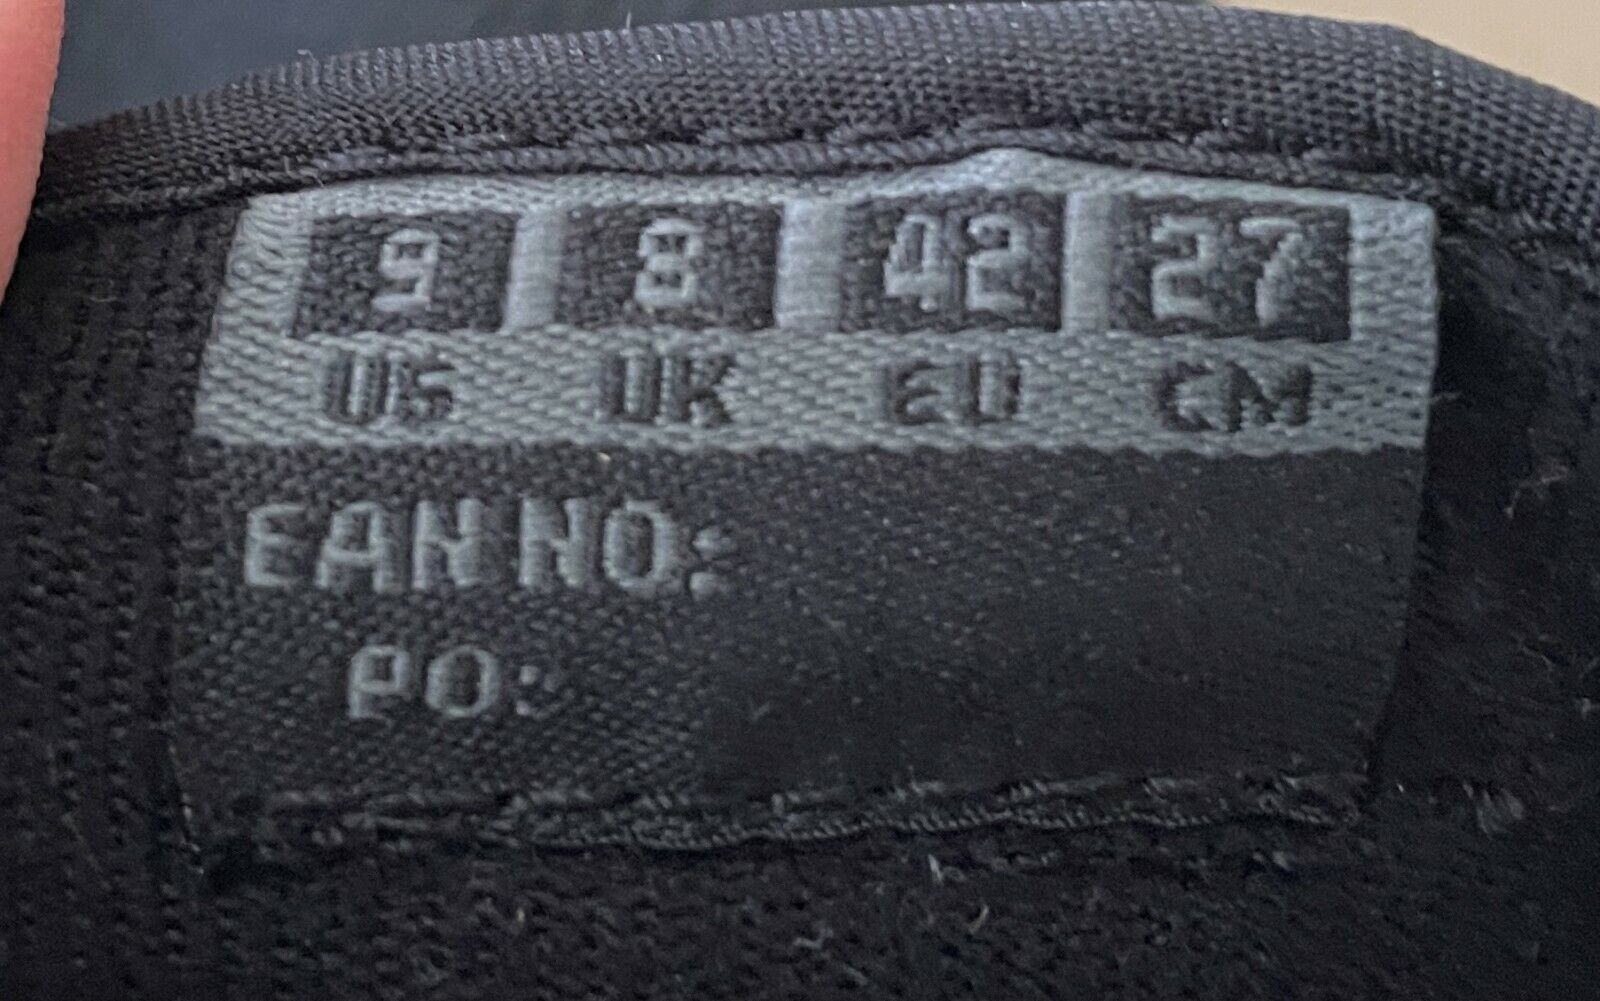 9 8 42 27
US UK EU CM
EAN NO:
PO: